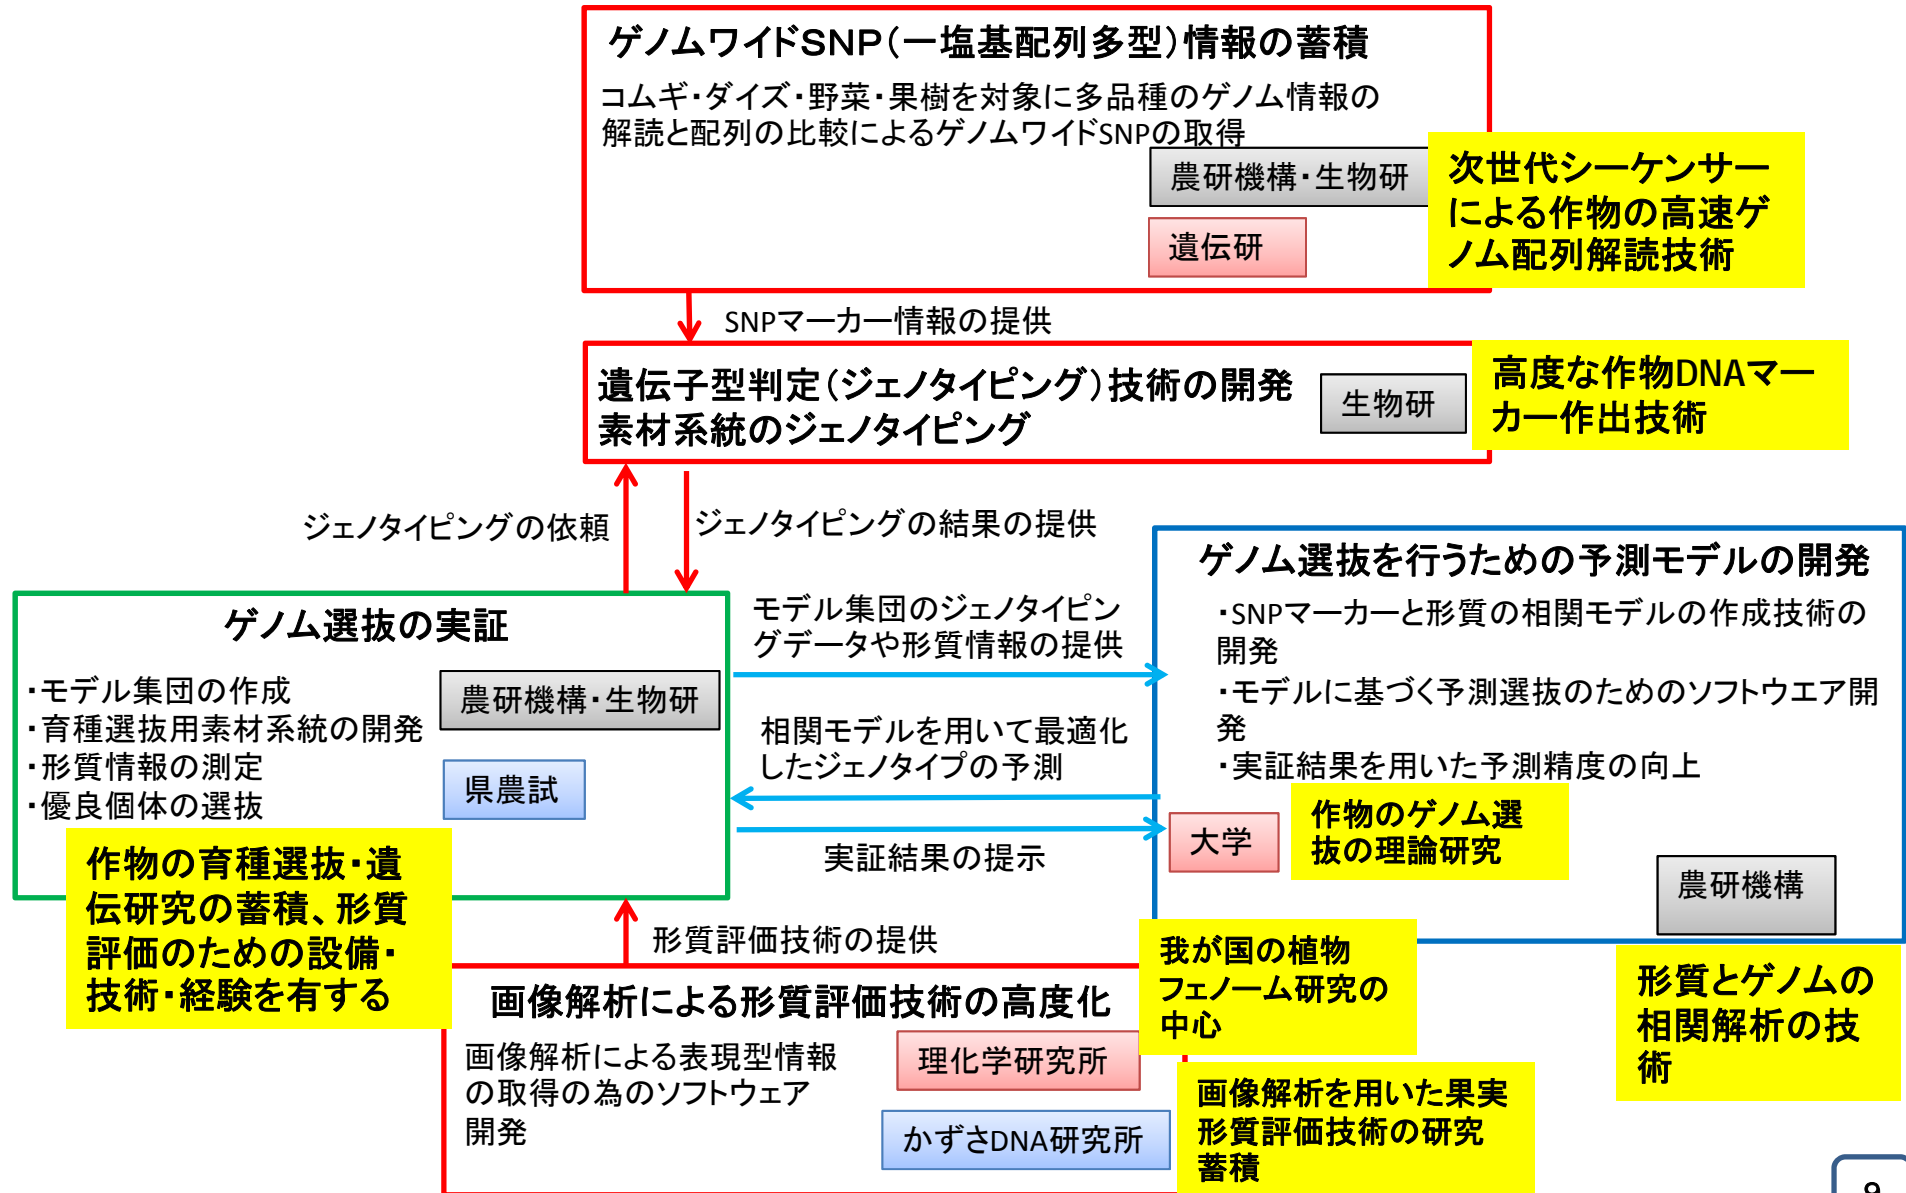 ゲノムワイドSNP(一塩基配列多型)情報の蓄積
コムギ・ダイズ・野菜・果樹を対象に多品種のゲノム情報の
解読と配列の比較によるゲノムワイドSNPの取得
農研機構・生物研
遺伝研
次世代シーケンサー
による作物の高速ゲ
ノム配列解読技術
SNPマーカー情報の提供
遺伝子型判定(ジェノタイピング)技術の開発
素材系統のジェノタイピング
生物研
高度な作物DNAマー
カー作出技術
ジェノタイピングの依頼
ジェノタイピングの結果の提供
ゲノム選抜の実証
・モデル集団の作成
・育種選抜用素材系統の開発
・形質情報の測定
・優良個体の選抜
農研機構・生物研
県農試
作物の育種選抜・遺
伝研究の蓄積、形質
評価のための設備・
技術・経験を有する
モデル集団のジェノタイピン
グデータや形質情報の提供
相関モデルを用いて最適化
したジェノタイプの予測
実証結果の提示
ゲノム選抜を行うための予測モデルの開発
・SNPマーカーと形質の相関モデルの作成技術の
開発
・モデルに基づく予測選抜のためのソフトウエア開
発
・実証結果を用いた予測精度の向上
大学
作物のゲノム選
抜の理論研究
農研機構
形質とゲノムの
相関解析の技
術
形質評価技術の提供
画像解析による形質評価技術の高度化
画像解析による表現型情報
の取得の為のソフトウェア
開発
理化学研究所
かずさDNA研究所
我が国の植物
フェノーム研究の
中心
画像解析を用いた果実
形質評価技術の研究
蓄積
9